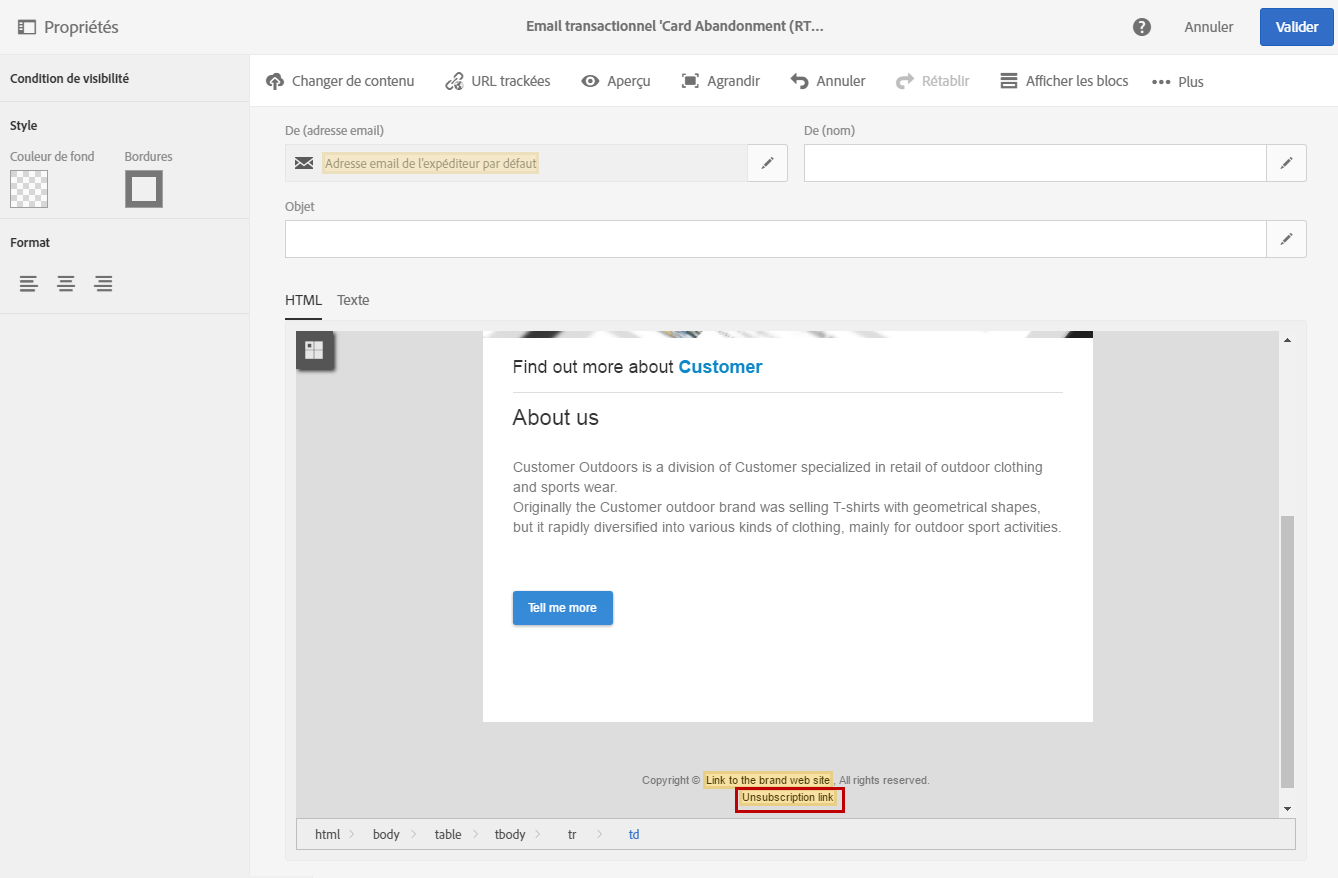 Propriétés
Email transactionnel 'Card Abandonment (RT...
?
Annuler
Valider
Condition de visibilité
Style
Couleur de fond
Bordures
Format
Changer de contenu
URL trackées
Aperçu
Agrandir
Annuler
Rétablir
Afficher les blocs
Plus
De (adresse email)
De (nom)
Adresse email de l'expéditeur par défaut
Objet
HTML
Texte
Find out more about Customer
About us
Customer Outdoors is a division of Customer specialized in retail of outdoor clothing
and sports wear.
Originally the Customer outdoor brand was selling T-shirts with geometrical shapes,
but it rapidly diversified into various kinds of clothing, mainly for outdoor sport activities.
Tell me more
Copyright © Link to the brand web site , All rights reserved.
Unsubscription link
html
body
table
tbody
tr
td